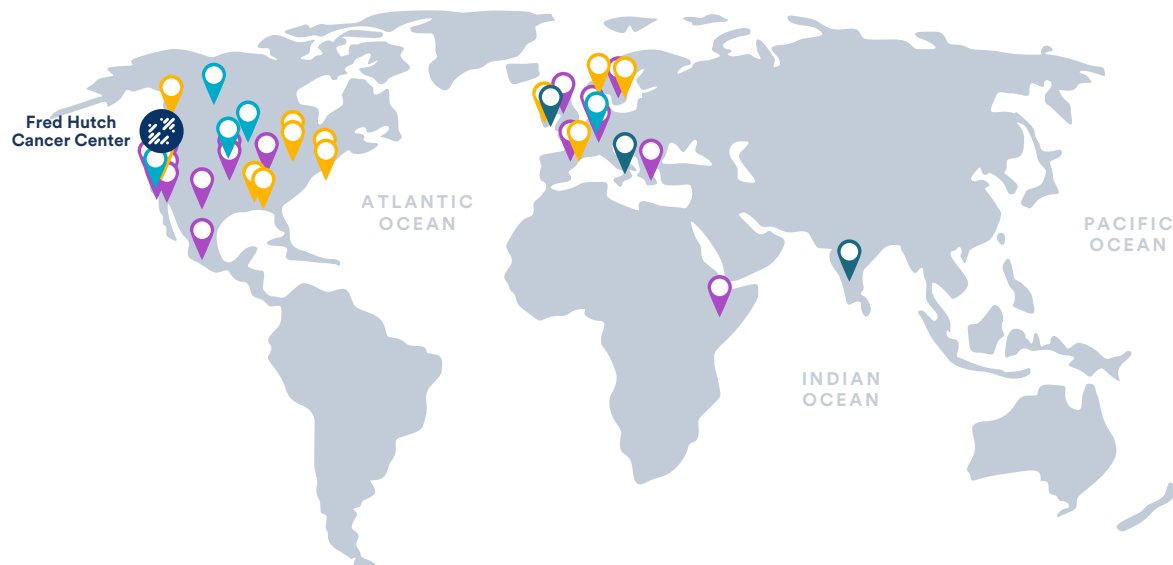 Fred Hutch
Cancer Center
ATLANTIC
OCEAN
PACIFIC
OCEAN
INDIAN
OCEAN